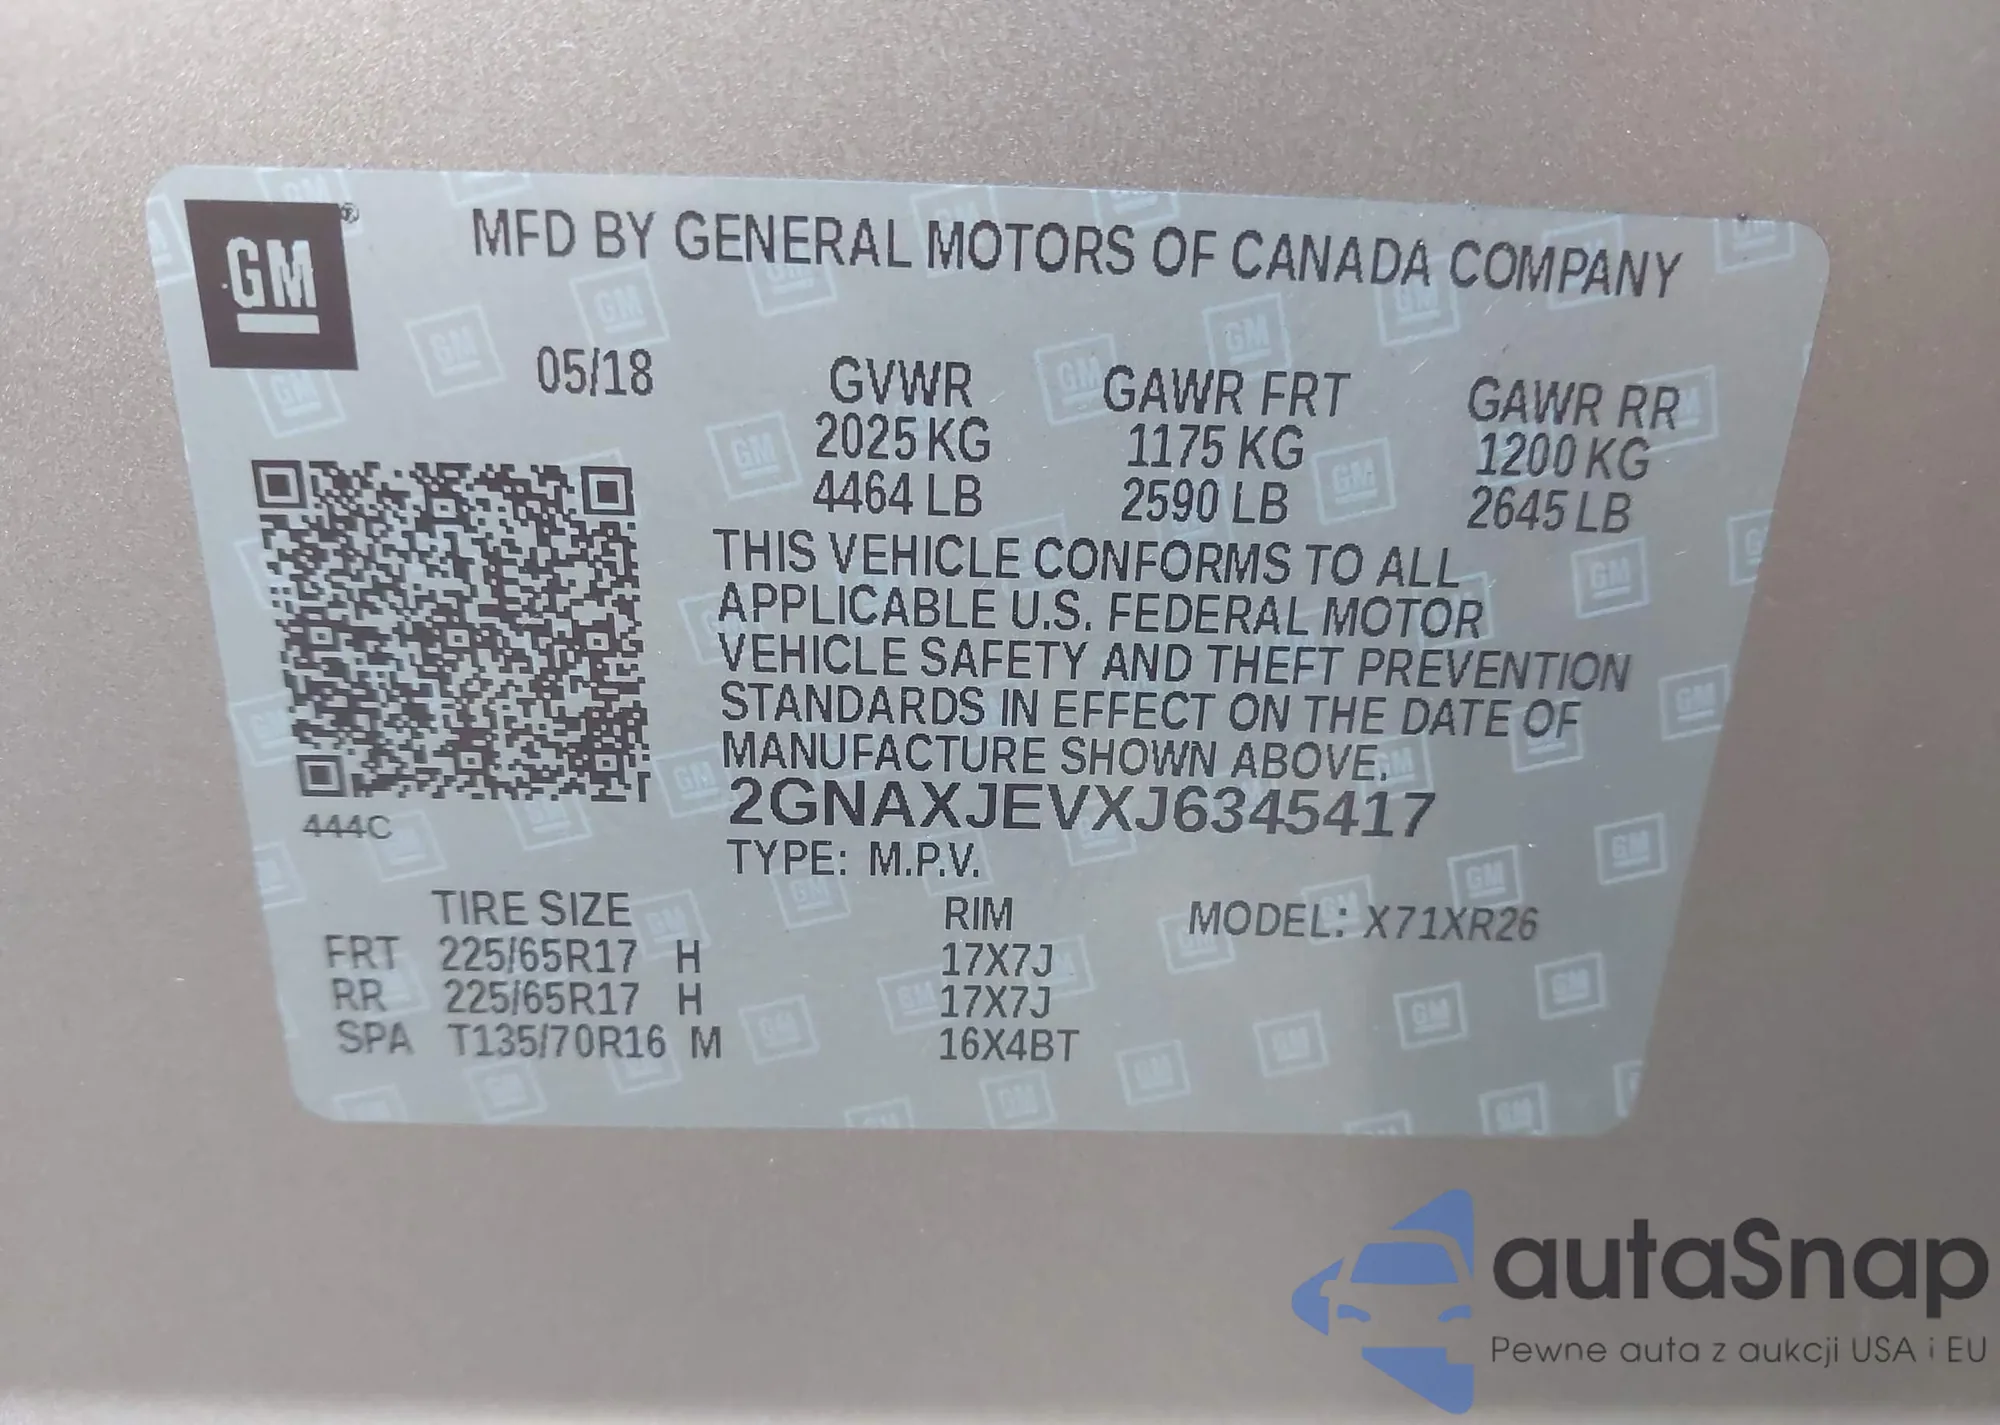 GM ®
MFD BY GENERAL MOTORS OF CANADA COMPANY
05/18
GVWR GAWR FRT GAWR RR
2025 KG 1175 KG 1200 KG
4464 LB 2590 LB 2645 LB
THIS VEHICLE CONFORMS TO ALL
APPLICABLE U.S. FEDERAL MOTOR
VEHICLE SAFETY AND THEFT PREVENTION
STANDARDS IN EFFECT ON THE DATE OF
MANUFACTURE SHOWN ABOVE.
2GNAXJEVXJ6345417
444C
TYPE: M.P.V.
TIRE SIZE RIM MODEL: X71XR26
FRT 225/65R17 H 17X7J
RR 225/65R17 H 17X7J
SPA T135/70R16 M 16X4BT
autaSnap
Pewne auta z aukcji USA i EU